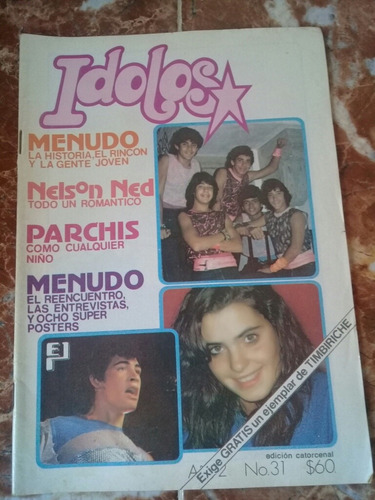 Idolos
MENUDO
LA HISTORIA, EL RINCON
Y LA GENTE JOVEN
Nelson Ned
TODO UN ROMANTICO
PARCHIS
COMO CUALQUIER
NIÑO
MENUDO
EL REENCUENTRO,
LAS ENTREVISTAS,
Y OCHO SUPER
POSTERS
Exige GRATIS un ejemplar de TIMBIRICHE
edición catorcenal
No. 31 $60